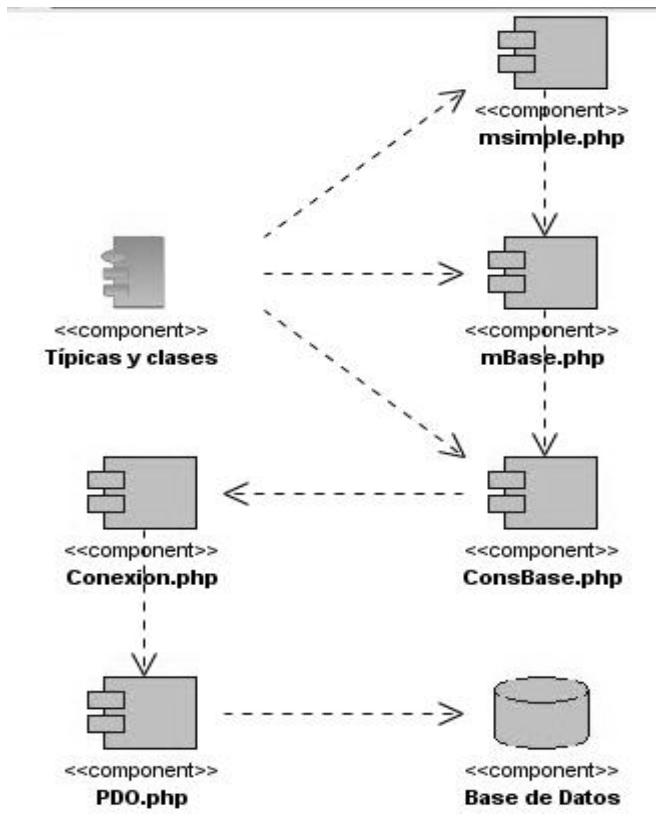 <<component>>
msimple.php
<<component>>
Típicas y clases
<<component>>
mBase.php
<<component>>
Conexion.php
<<component>>
ConsBase.php
<<component>>
PDO.php
<<component>>
Base de Datos